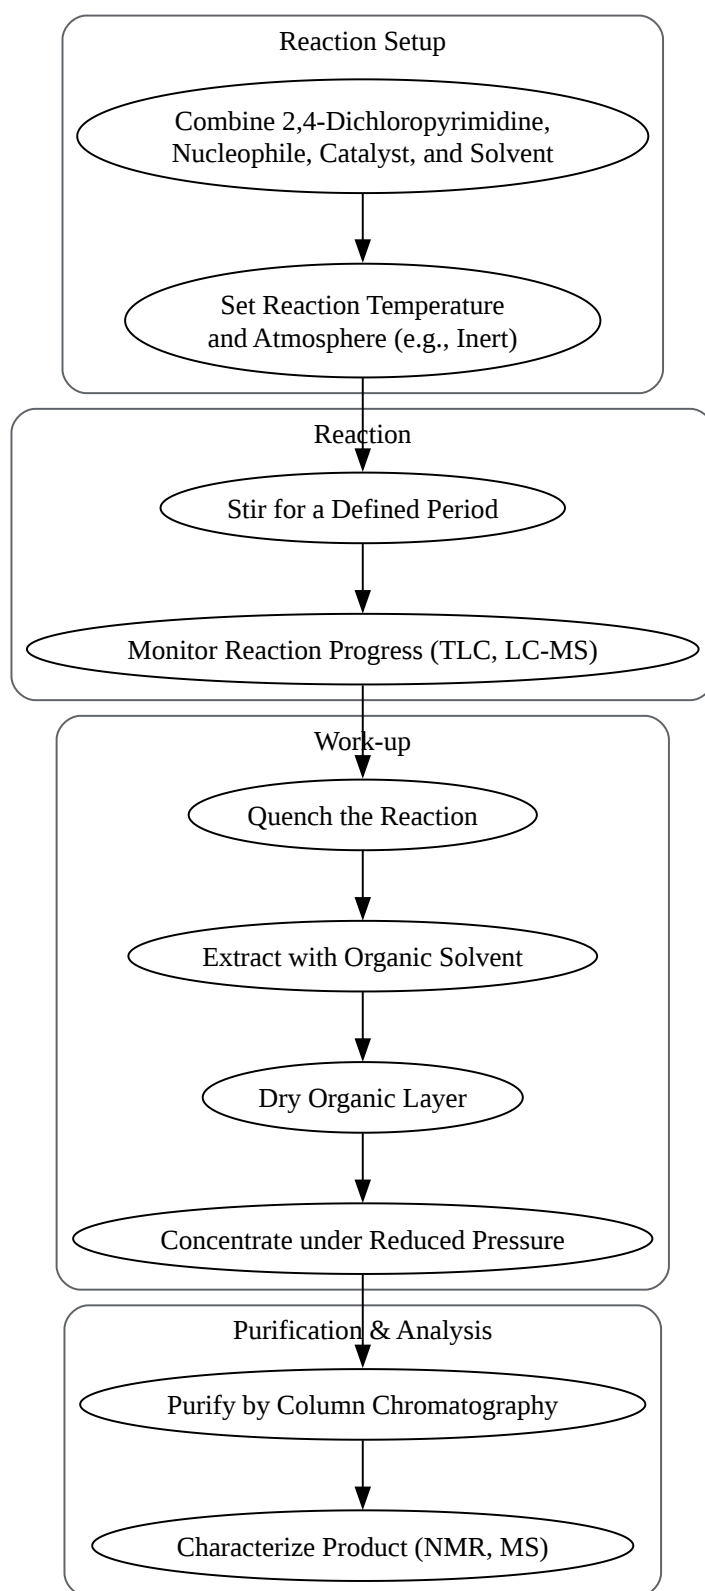 Reaction Setup
Combine 2,4-Dichloropyrimidine,
Nucleophile, Catalyst, and Solvent
Set Reaction Temperature
and Atmosphere (e.g., Inert)
Reaction
Stir for a Defined Period
Monitor Reaction Progress (TLC, LC-MS)
Work-up
Quench the Reaction
Extract with Organic Solvent
Dry Organic Layer
Concentrate under Reduced Pressure
Purification & Analysis
Purify by Column Chromatography
Characterize Product (NMR, MS)